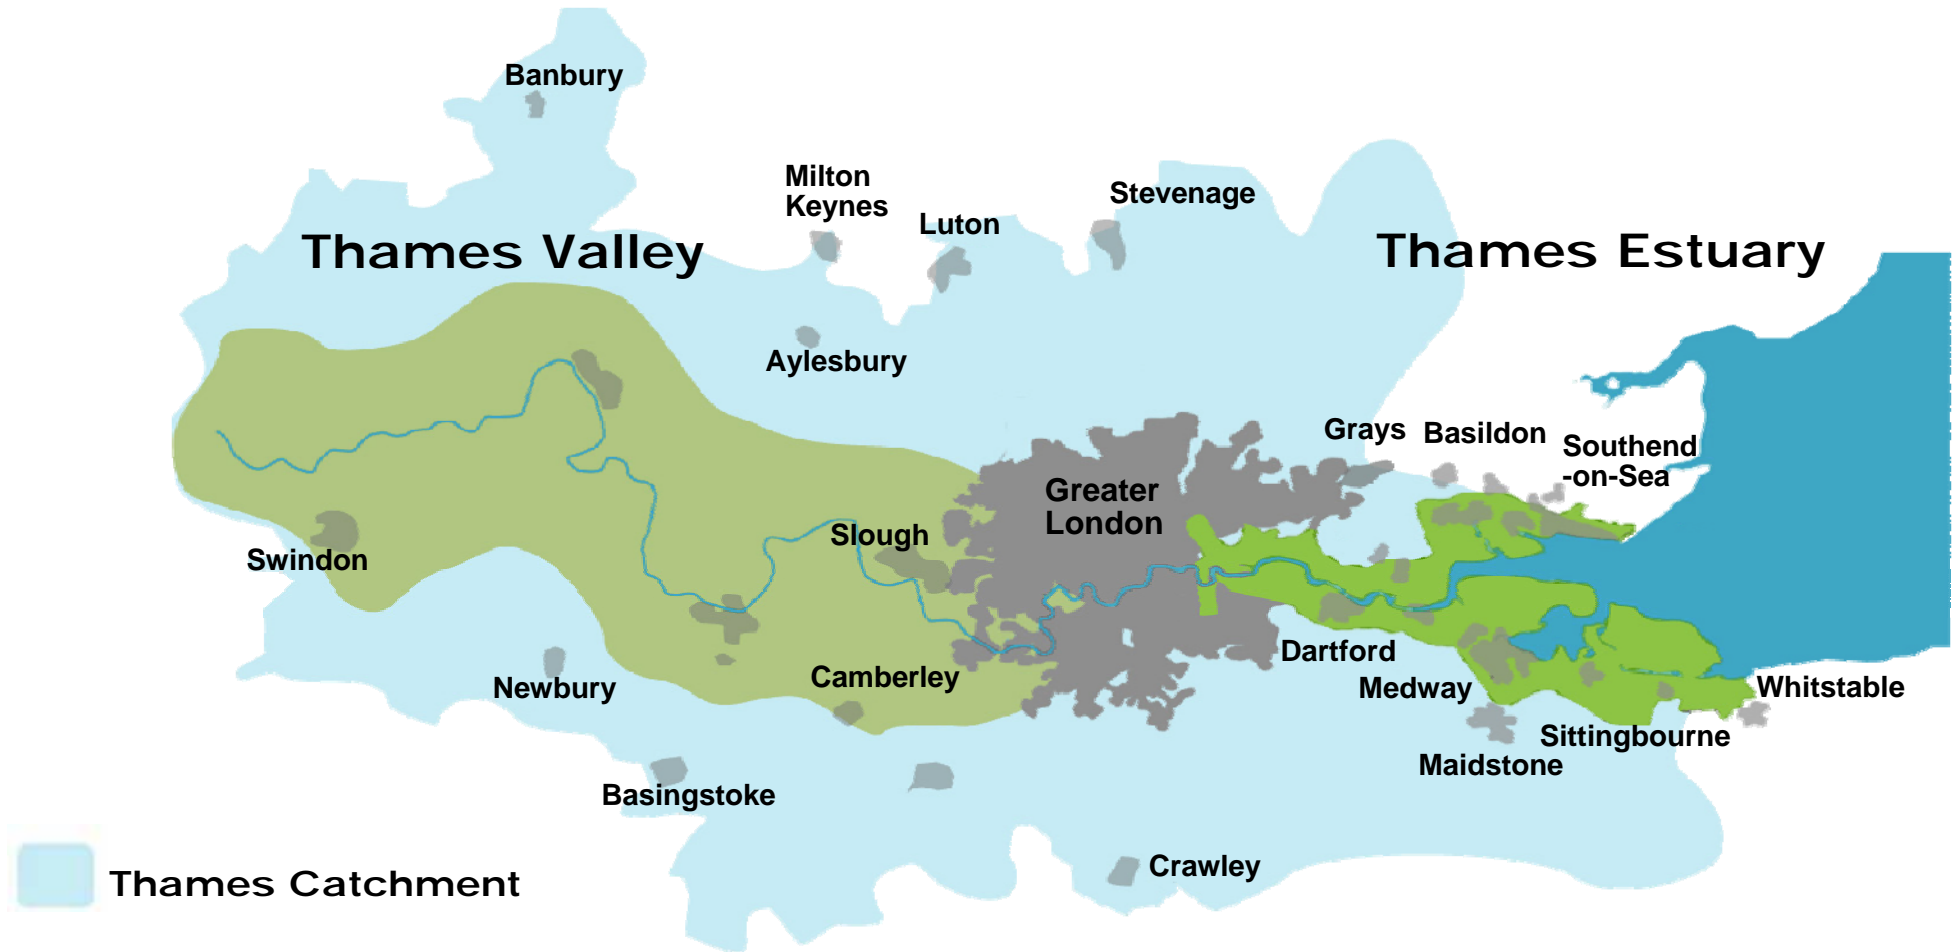 Banbury
Milton
Keynes
Luton
Stevenage
Thames Valley
Thames Estuary
Aylesbury
Grays
Basildon
Southend
-on-Sea
Greater
London
Slough
Swindon
Newbury
Camberley
Dartford
Medway
Whitstable
Sittingbourne
Maidstone
Basingstoke
Crawley
Thames Catchment